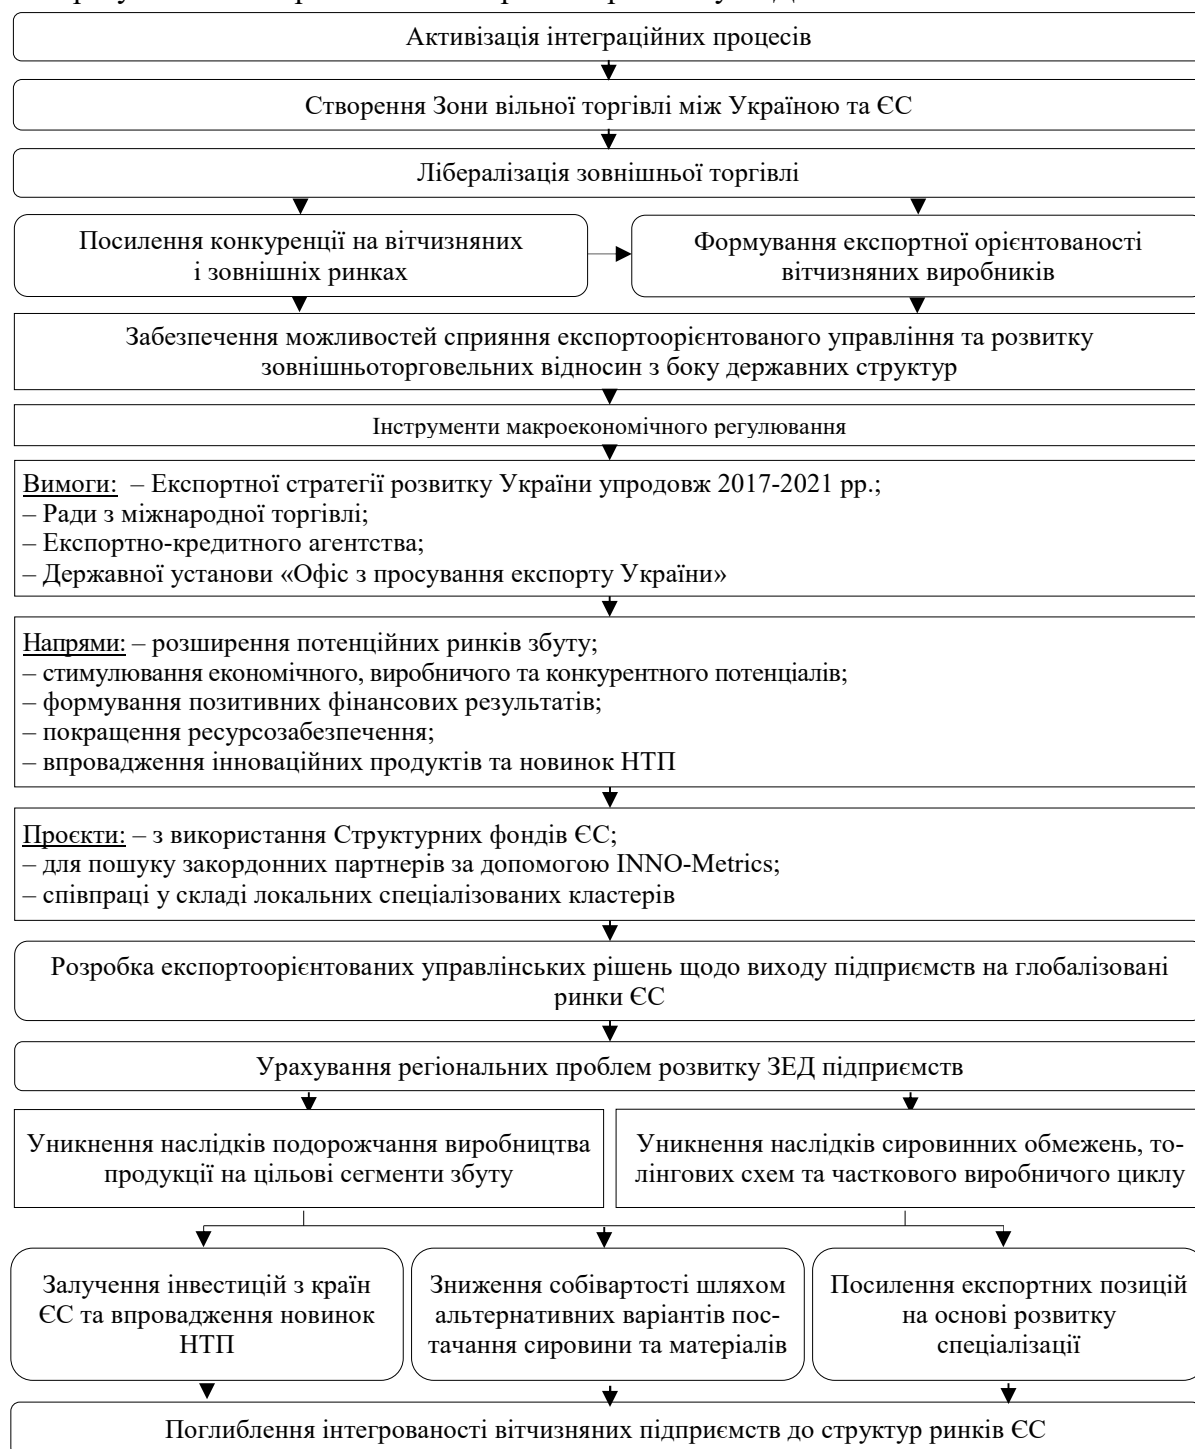 Активізація інтеграційних процесів
Створення Зони вільної торгівлі між Україною та ЄС
Лібералізація зовнішньої торгівлі
Посилення конкуренції на вітчизняних
і зовнішніх ринках
Формування експортної орієнтованості
вітчизняних виробників
Забезпечення можливостей сприяння експортоорієнтованого управління та розвитку
зовнішньоторговельних відносин з боку державних структур
Інструменти макроекономічного регулювання
Вимоги: – Експортної стратегії розвитку України упродовж 2017-2021 рр.;
– Ради з міжнародної торгівлі;
– Експортно-кредитного агентства;
– Державної установи «Офіс з просування експорту України»
Напрями: – розширення потенційних ринків збуту;
– стимулювання економічного, виробничого та конкурентного потенціалів;
– формування позитивних фінансових результатів;
– покращення ресурсозабезпечення;
– впровадження інноваційних продуктів та новинок НТП
Проєкти: – з використання Структурних фондів ЄС;
– для пошуку закордонних партнерів за допомогою INNO-Metrics;
– співпраці у складі локальних спеціалізованих кластерів
Розробка експортоорієнтованих управлінських рішень щодо виходу підприємств на глобалізовані
ринки ЄС
Урахування регіональних проблем розвитку ЗЕД підприємств
Уникнення наслідків подорожчання виробництва
продукції на цільові сегменти збуту
Уникнення наслідків сировинних обмежень, то-
лінгових схем та часткового виробничого циклу
Залучення інвестицій з країн
ЄС та впровадження новинок
НТП
Зниження собівартості шляхом
альтернативних варіантів пос-
тачання сировини та матеріалів
Посилення експортних позицій
на основі розвитку
спеціалізації
Поглиблення інтегрованості вітчизняних підприємств до структур ринків ЄС